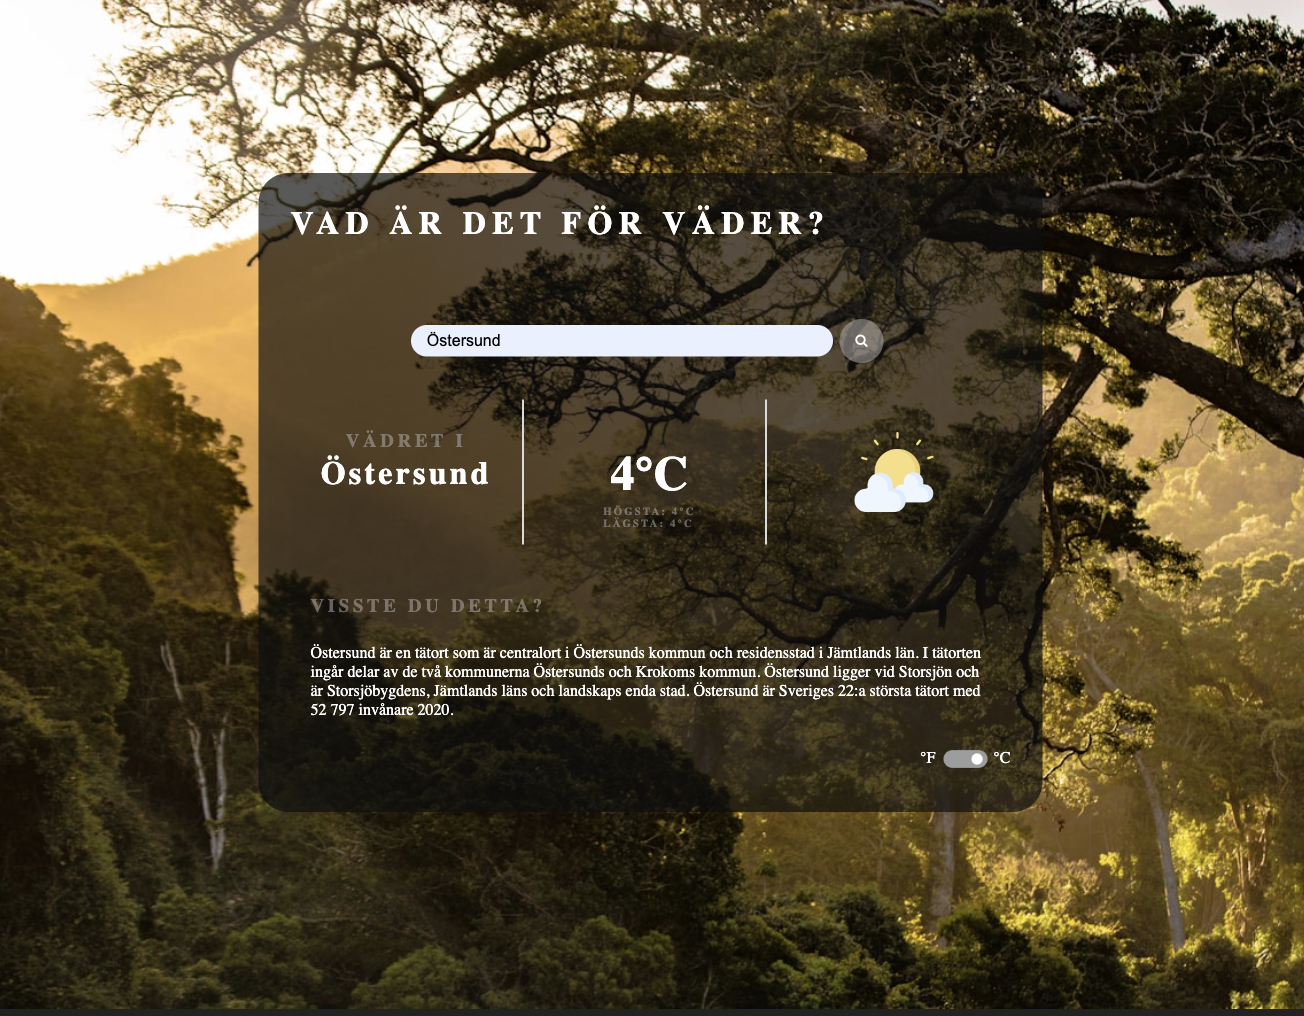 VAD ÄR DET FÖR VÄDER?
Östersund
VÄDRET I
Östersund
4°C
HÖGSTA: 4°C
LÄGSTA: 4°C
VISSTE DU DETTA?
Östersund är en tätort som är centralort i Östersunds kommun och residensstad i Jämtlands län. I tätorten
ingår delar av de två kommunerna Östersunds och Krokoms kommun. Östersund ligger vid Storsjön och
är Storsjöbygdens, Jämtlands läns och landskaps enda stad. Östersund är Sveriges 22:a största tätort med
52 797 invånare 2020.
°F °C